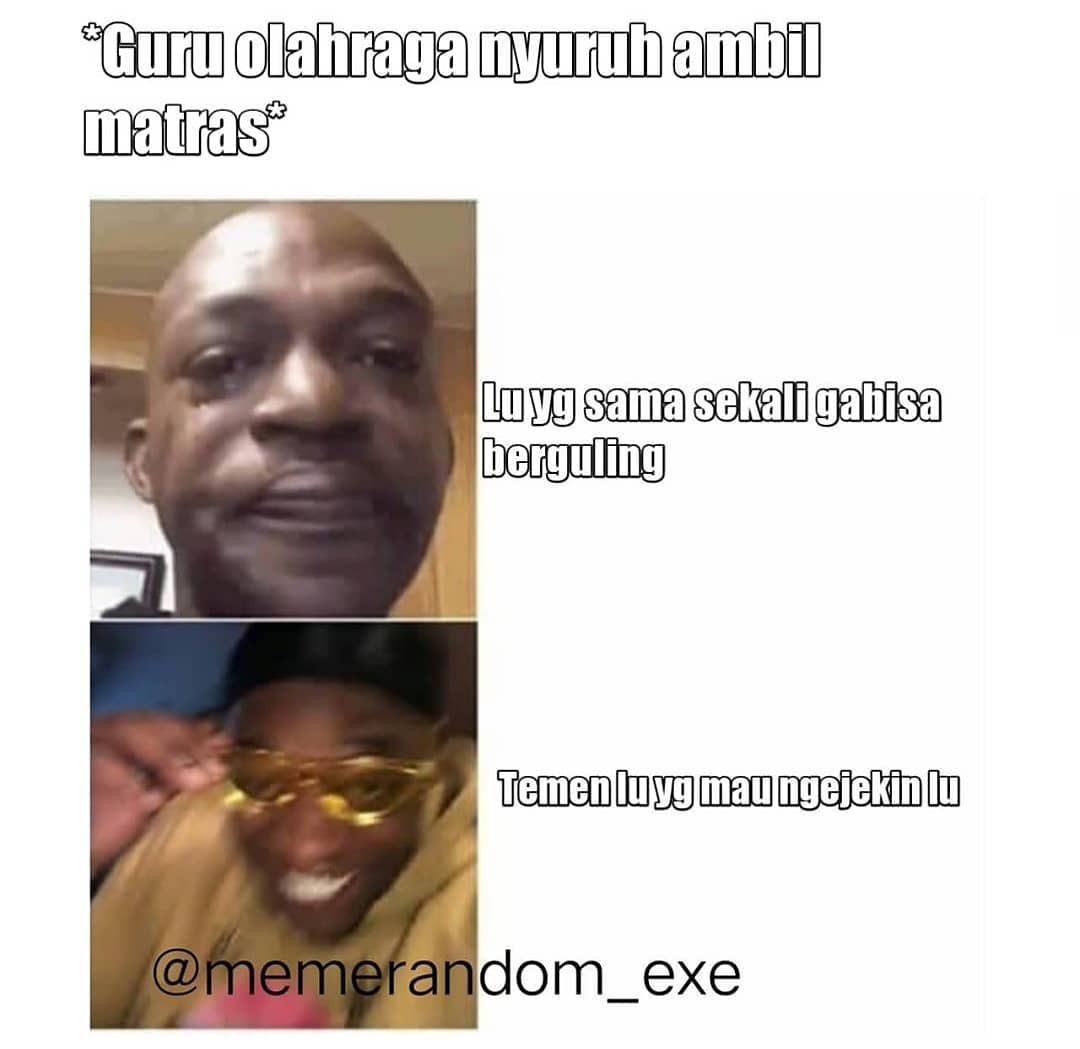 *Guru olahraga nyuruh ambil
matras*
Lu yg sama sekali gabisa
berguling
Temen lu yg mau ngejekin lu
@memerandom_exe